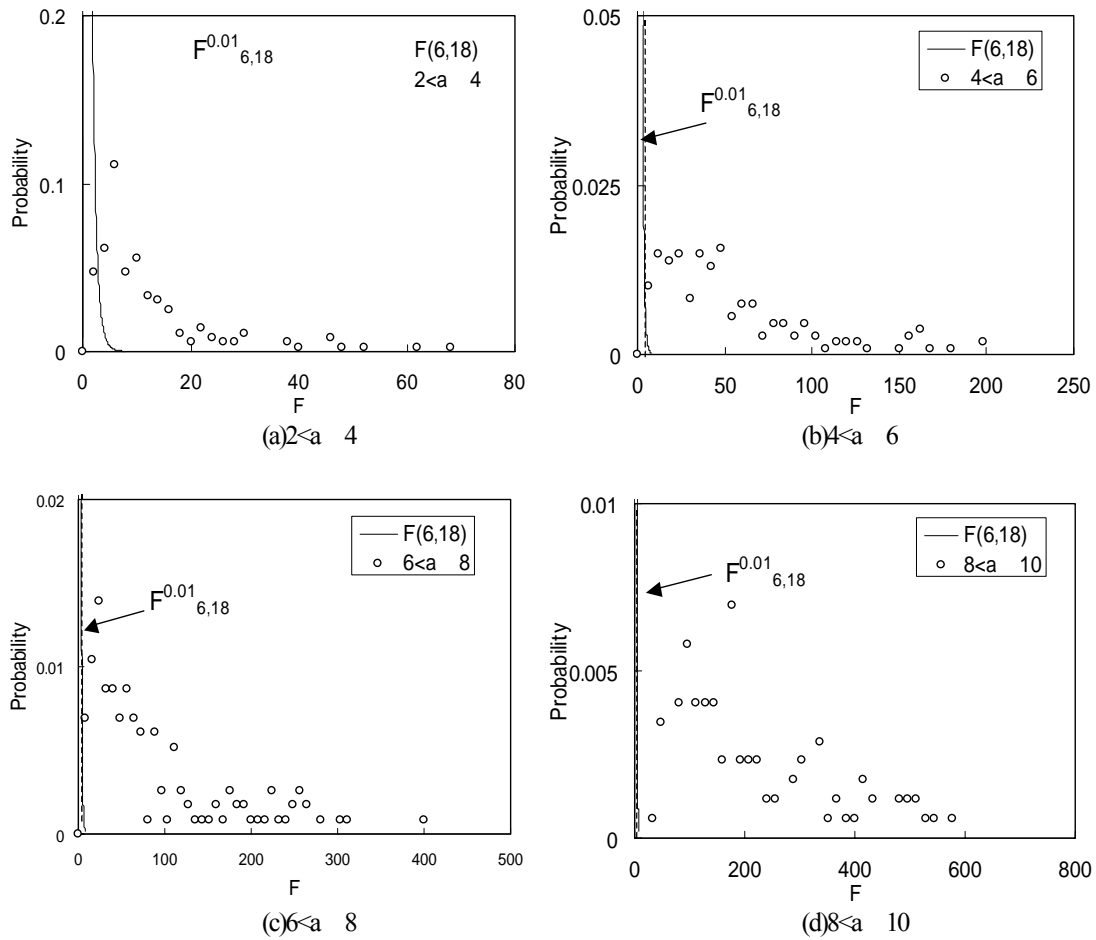 0.2
F0.01 6,18
F(6,18)
2<a 4
Probability
0.1
0
0 20 40 60 80
F
(a)2<a 4
0.05
F(6,18)
4<a 6
F0.01 6,18
Probability
0.025
0
0 50 100 150 200 250
F
(b)4<a 6
0.02
F(6,18)
6<a 8
F0.01 6,18
Probability
0.01
0
0 100 200 300 400 500
F
(c)6<a 8
0.01
F(6,18)
8<a 10
F0.01 6,18
Probability
0.005
0
0 200 400 600 800
F
(d)8<a 10